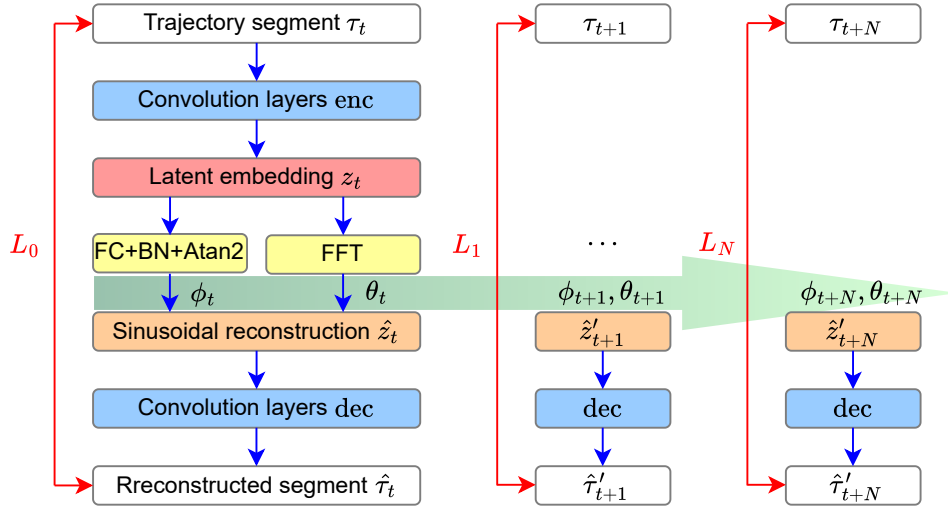 Trajectory segment τ_t
τ_{t+1}
τ_{t+N}
Convolution layers enc
Latent embedding z_t
L_0
FC+BN+Atan2
FFT
L_1
⋯
L_N
ϕ_t
θ_t
ϕ_{t+1}, θ_{t+1}
ϕ_{t+N}, θ_{t+N}
Sinusoidal reconstruction ẑ_t
ẑ′_{t+1}
ẑ′_{t+N}
Convolution layers dec
dec
dec
Rreconstructed segment τ̂_t
τ̂′_{t+1}
τ̂′_{t+N}